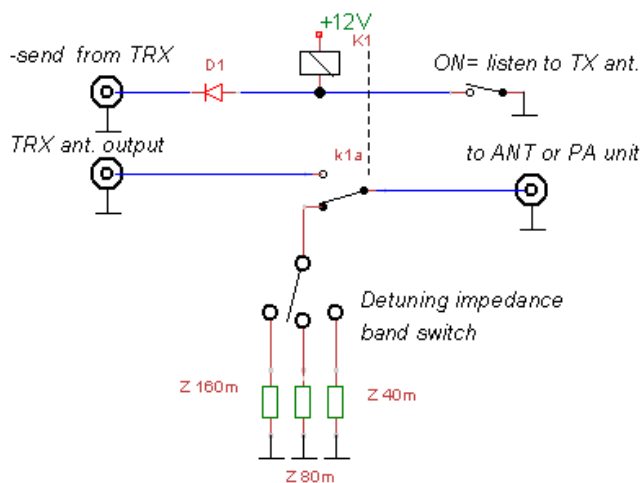 +12V
-send from TRX
D1
K1
ON= listen to TX ant.
TRX ant. output
k1a
to ANT or PA unit
Detuning impedance
band switch
Z 160m
Z 40m
Z 80m